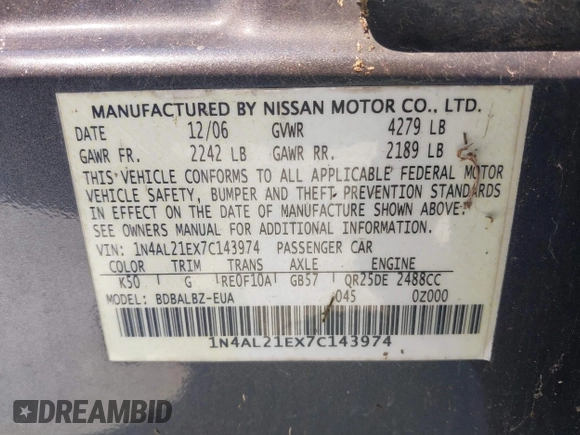 MANUFACTURED BY NISSAN MOTOR CO., LTD.
DATE 12/06 GVWR 4279 LB
GAWR FR. 2242 LB GAWR RR. 2189 LB
THIS VEHICLE CONFORMS TO ALL APPLICABLE FEDERAL MOTOR
VEHICLE SAFETY, BUMPER AND THEFT PREVENTION STANDARDS
IN EFFECT ON THE DATE OF MANUFACTURE SHOWN ABOVE.
SEE OWNERS MANUAL FOR ADDITIONAL INFORMATION.
VIN: 1N4AL21EX7C143974 PASSENGER CAR
COLOR TRIM TRANS AXLE ENGINE
K50 G RE0F10A GB57 QR25DE 2488CC
MODEL: BDBALBZ-EUA 045 0Z000
1N4AL21EX7C143974
DREAMBID